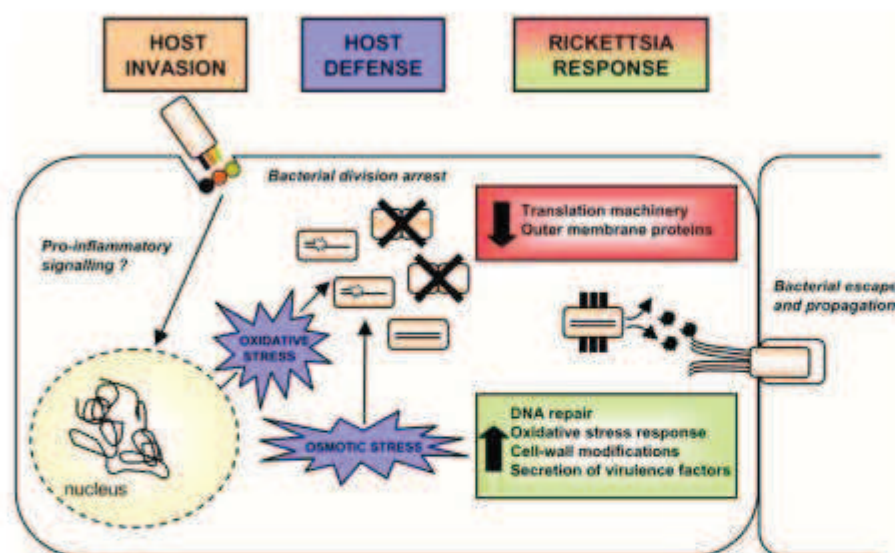 HOST
INVASION
HOST
DEFENSE
RICKETTSIA
RESPONSE
Bacterial division arrest
Pro-inflammatory
signalling ?
Translation machinery
Outer membrane proteins
Bacterial escape
and propagation
OXIDATIVE
STRESS
OSMOTIC STRESS
DNA repair
Oxidative stress response
Cell-wall modifications
Secretion of virulence factors
nucleus